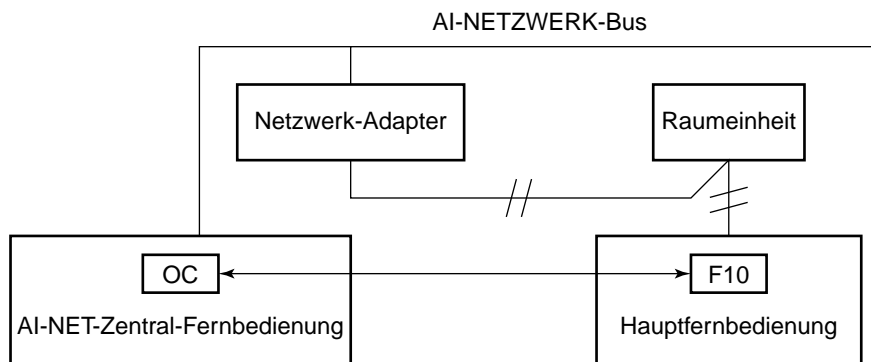 AI-NETZWERK-Bus
Netzwerk-Adapter
Raumeinheit
OC
F10
AI-NET-Zentral-Fernbedienung
Hauptfernbedienung